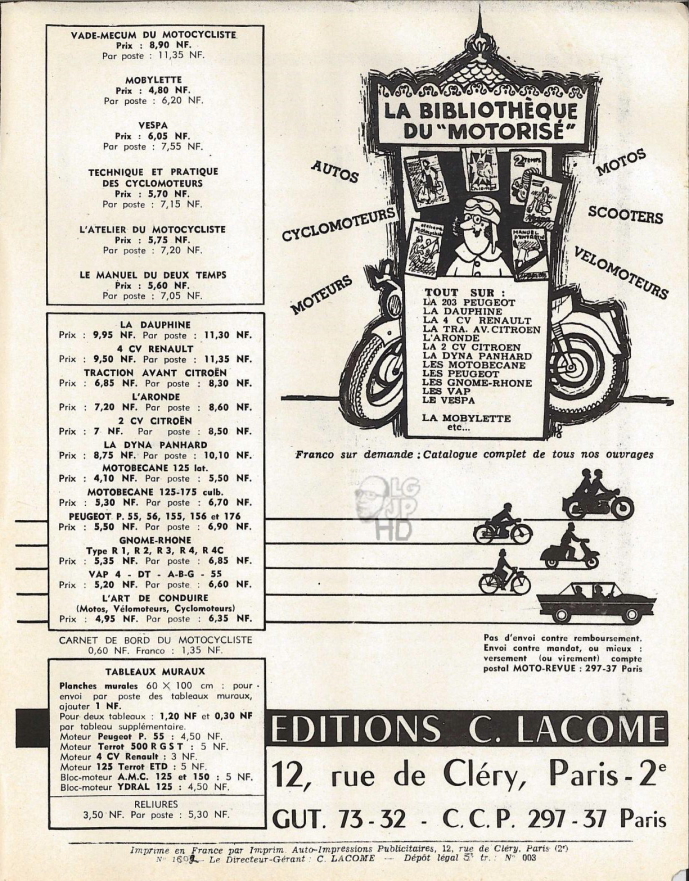 VADE-MECUM DU MOTOCYCLISTE
Prix : 8,90 NF.
Par poste : 11,35 NF.
MOBYLETTE
Prix : 4,80 NF.
Par poste : 6,20 NF.
VESPA
Prix : 6,05 NF.
Par poste : 7,55 NF.
TECHNIQUE ET PRATIQUE
DES CYCLOMOTEURS
Prix : 5,70 NF.
Par poste : 7,15 NF.
L'ATELIER DU MOTOCYCLISTE
Prix : 5,75 NF.
Par poste : 7,20 NF.
LE MANUEL DU DEUX TEMPS
Prix : 5,60 NF.
Par poste : 7,05 NF.
LA DAUPHINE
Prix : 9,95 NF. Par poste : 11,30 NF.
4 CV RENAULT
Prix : 9,50 NF. Par poste : 11,35 NF.
TRACTION AVANT CITROËN
Prix : 6,85 NF. Par poste : 8,30 NF.
L'ARONDE
Prix : 7,20 NF. Par poste : 8,60 NF.
2 CV CITROËN
Prix : 7 NF. Par poste : 8,50 NF.
LA DYNA PANHARD
Prix : 8,75 NF. Par poste : 10,10 NF.
MOTOBECANE 125 lat.
Prix : 4,10 NF. Par poste : 5,50 NF.
MOTOBECANE 125-175 culb.
Prix : 5,30 NF. Par poste : 6,70 NF.
PEUGEOT P. 55, 56, 155, 156 et 176
Prix : 5,50 NF. Par poste : 6,90 NF.
GNOME-RHONE
Type R 1, R 2, R 3, R 4, R 4C
Prix : 5,35 NF. Par poste : 6,85 NF.
VAP 4 - DT - A-B-G - 55
Prix : 5,20 NF. Par poste : 6,60 NF.
L'ART DE CONDUIRE
(Motos, Vélomoteurs, Cyclomoteurs)
Prix : 4,95 NF. Par poste : 6,35 NF.
CARNET DE BORD DU MOTOCYCLISTE
0,60 NF. Franco : 1,35 NF.
TABLEAUX MURAUX
Planches murales 60 X 100 cm : pour
envoi par poste des tableaux muraux,
ajouter 1 NF.
Pour deux tableaux : 1,20 NF et 0,30 NF
par tableau supplémentaire.
Moteur Peugeot P. 55 : 4,50 NF.
Moteur Terrot 500 R G S T : 5 NF.
Moteur 4 CV Renault : 3 NF.
Moteur 125 Terrot ETD : 5 NF.
Bloc-moteur A.M.C. 125 et 150 : 5 NF.
Bloc-moteur YDRAL 125 : 4,50 NF.
RELIURES
3,50 NF. Par poste : 5,30 NF.
LA BIBLIOTHÈQUE
DU "MOTORISÉ"
AUTOS
CYCLOMOTEURS
MOTEURS
MOTOS
SCOOTERS
VELOMOTEURS
2 TEMPS
MANUEL
TOUT SUR :
LA 203 PEUGEOT
LA DAUPHINE
LA 4 CV RENAULT
LA TRA. AV. CITROEN
L'ARONDE
LA 2 CV CITROEN
LA DYNA PANHARD
LES MOTOBECANE
LES PEUGEOT
LES GNOME-RHONE
LES VAP
LE VESPA
LA MOBYLETTE
etc...
Franco sur demande : Catalogue complet de tous nos ouvrages
LG
JP
HD
Pas d'envoi contre remboursement.
Envoi contre mandat, ou mieux :
versement (ou virement) compte
postal MOTO-REVUE : 297-37 Paris
EDITIONS C. LACOME
12, rue de Cléry, Paris-2e
GUT. 73-32 - C.C.P. 297-37 Paris
Imprimé en France par Imprim. Auto-Impressions Publicitaires, 12, rue de Cléry, Paris (2e)
Le Directeur-Gérant : C. LACOME — Dépôt légal tr. : N° 003